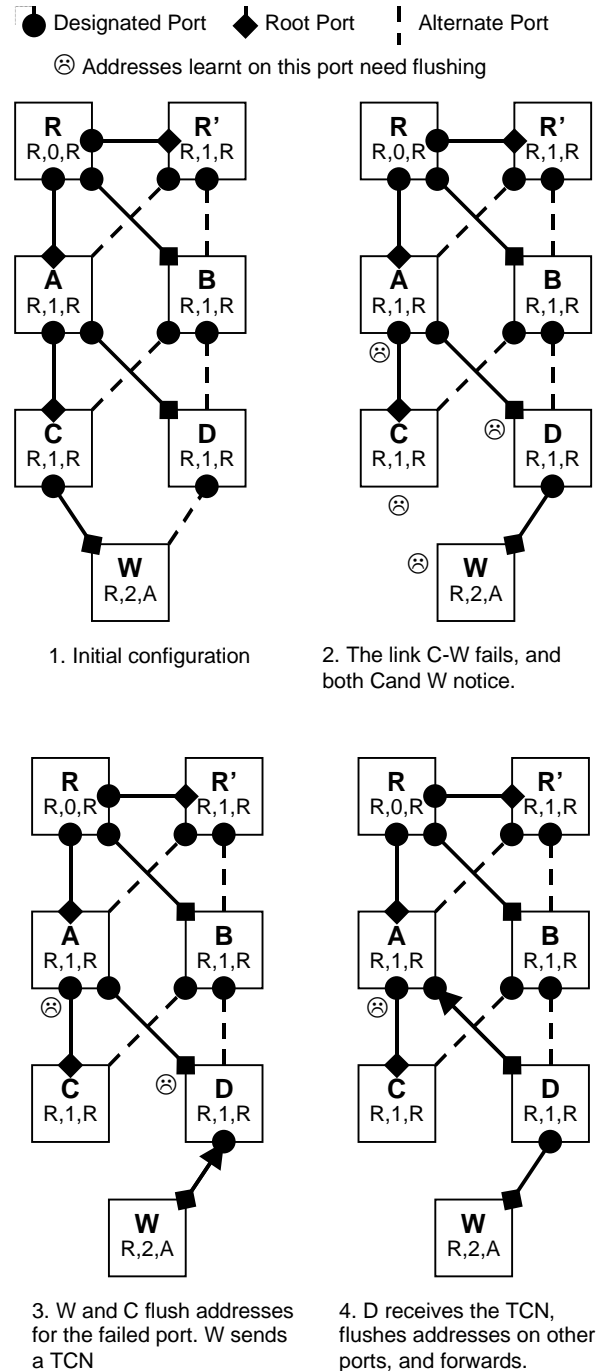 Designated Port Root Port Alternate Port
☹ Addresses learnt on this port need flushing
R R’ R R’
R,0,R R,1,R R,0,R R,1,R
A B A B
R,1,R R,1,R R,1,R R,1,R
☹
C D ☹ C D
R,1,R R,1,R R,1,R R,1,R
☹
W ☹ W
R,2,A R,2,A
1. Initial configuration
2. The link C-W fails, and
both Cand W notice.
R R’ R R’
R,0,R R,1,R R,0,R R,1,R
A B A B
R,1,R R,1,R R,1,R R,1,R
☹ ☹
C ☹ D C D
R,1,R R,1,R R,1,R R,1,R
W W
R,2,A R,2,A
3. W and C flush addresses
for the failed port. W sends
a TCN
4. D receives the TCN,
flushes addresses on other
ports, and forwards.